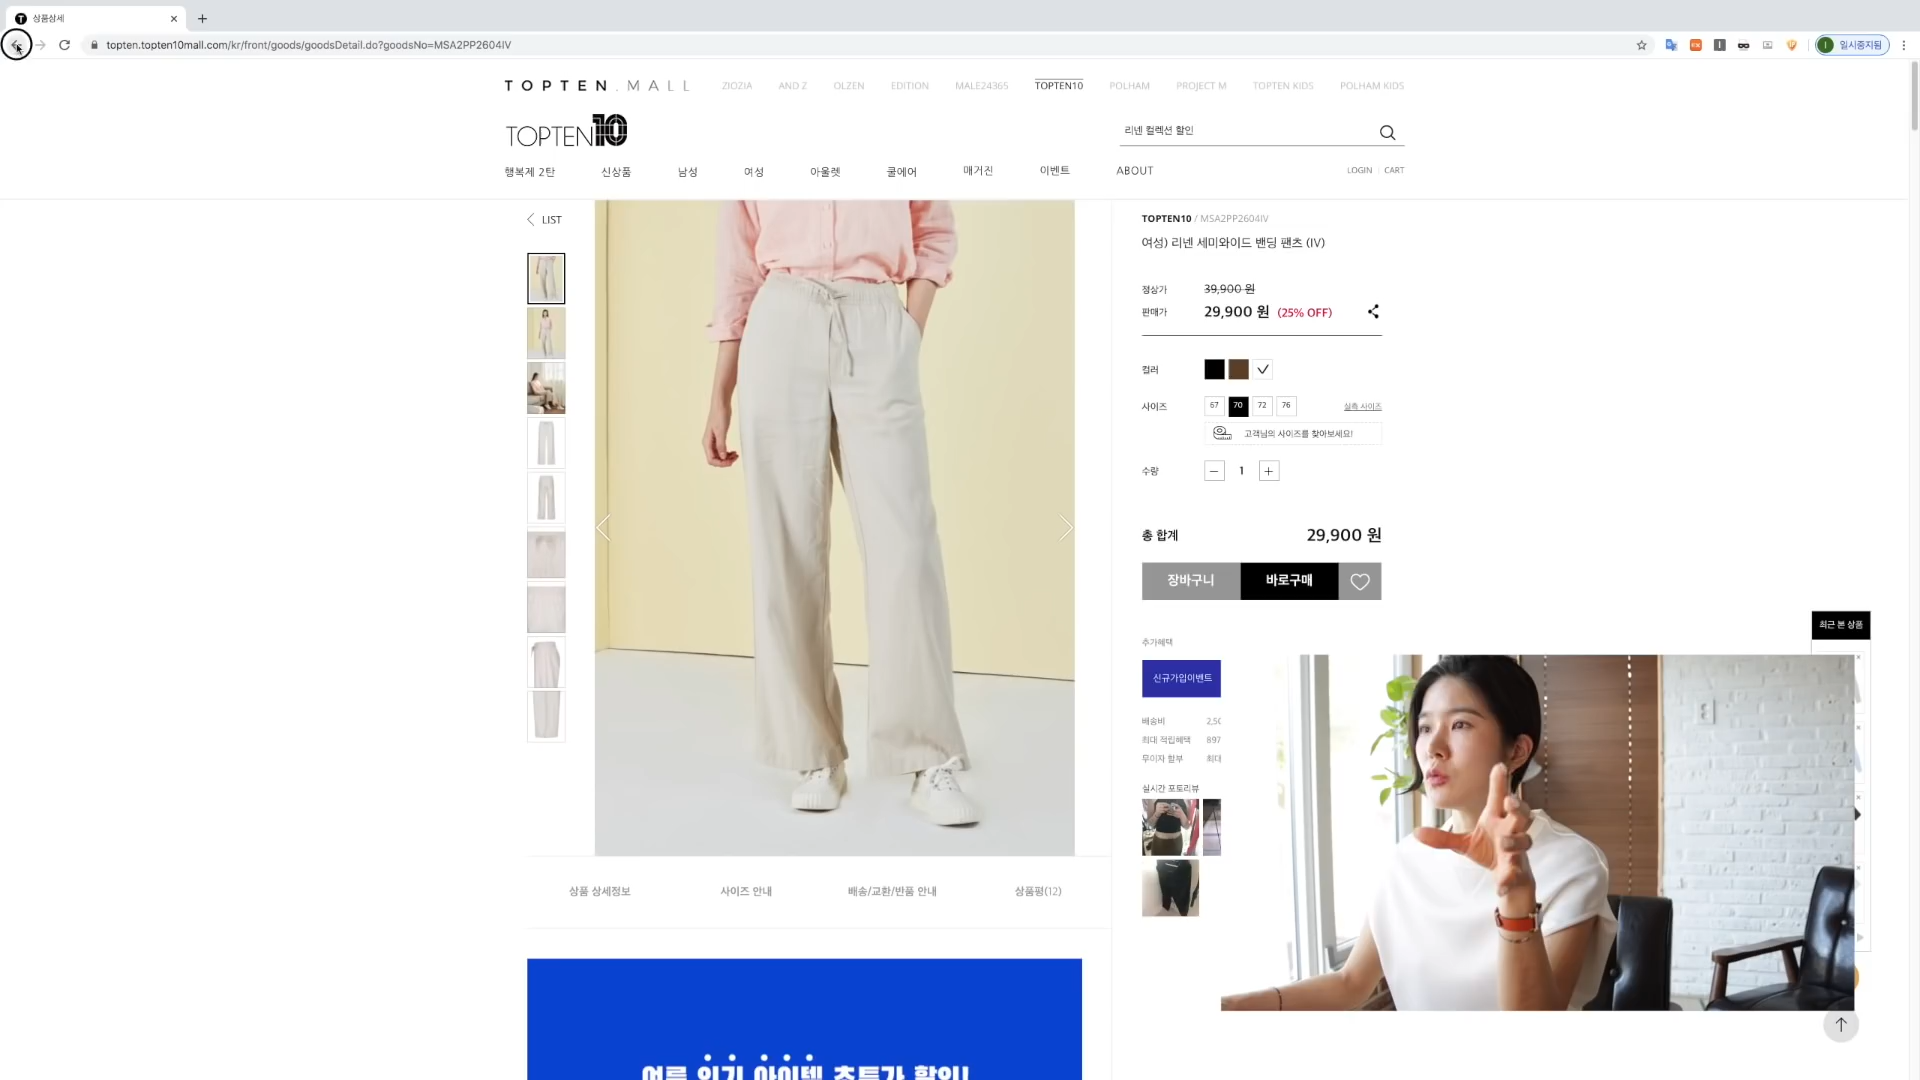 상품상세
topten.topten10mall.com/kr/front/goods/goodsDetail.do?goodsNo=MSA2PP2604IV
일시중지됨
TOPTEN.MALL
ZIOZIA AND Z OLZEN EDITION MALE24365 TOPTEN10 POLHAM PROJECT M TOPTEN KIDS POLHAM KIDS
TOPTEN10
리넨 컬렉션 할인
행복제 2탄 신상품 남성 여성 아울렛 쿨에어 매거진 이벤트 ABOUT
LOGIN CART
LIST
TOPTEN10 / MSA2PP2604IV
여성) 리넨 세미와이드 밴딩 팬츠 (IV)
정상가 39,900 원
판매가 29,900 원 (25% OFF)
컬러
사이즈 67 70 72 76 실측 사이즈
고객님의 사이즈를 찾아보세요!
수량 1
총 합계 29,900 원
장바구니 바로구매
추가혜택
신규가입이벤트
배송비 2,5
최대 적립혜택 897
무이자 할부 최대
실시간 포토리뷰
최근 본 상품
상품 상세정보 사이즈 안내 배송/교환/반품 안내 상품평(12)
여름 인기 아이템 초특가 할인!